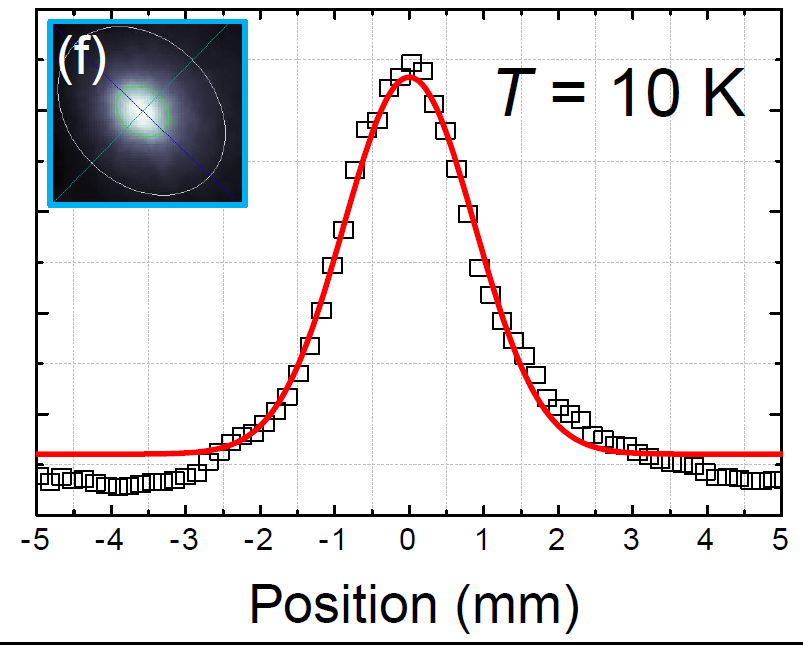 (f)
T = 10 K
-5 -4 -3 -2 -1 0 1 2 3 4 5
Position (mm)